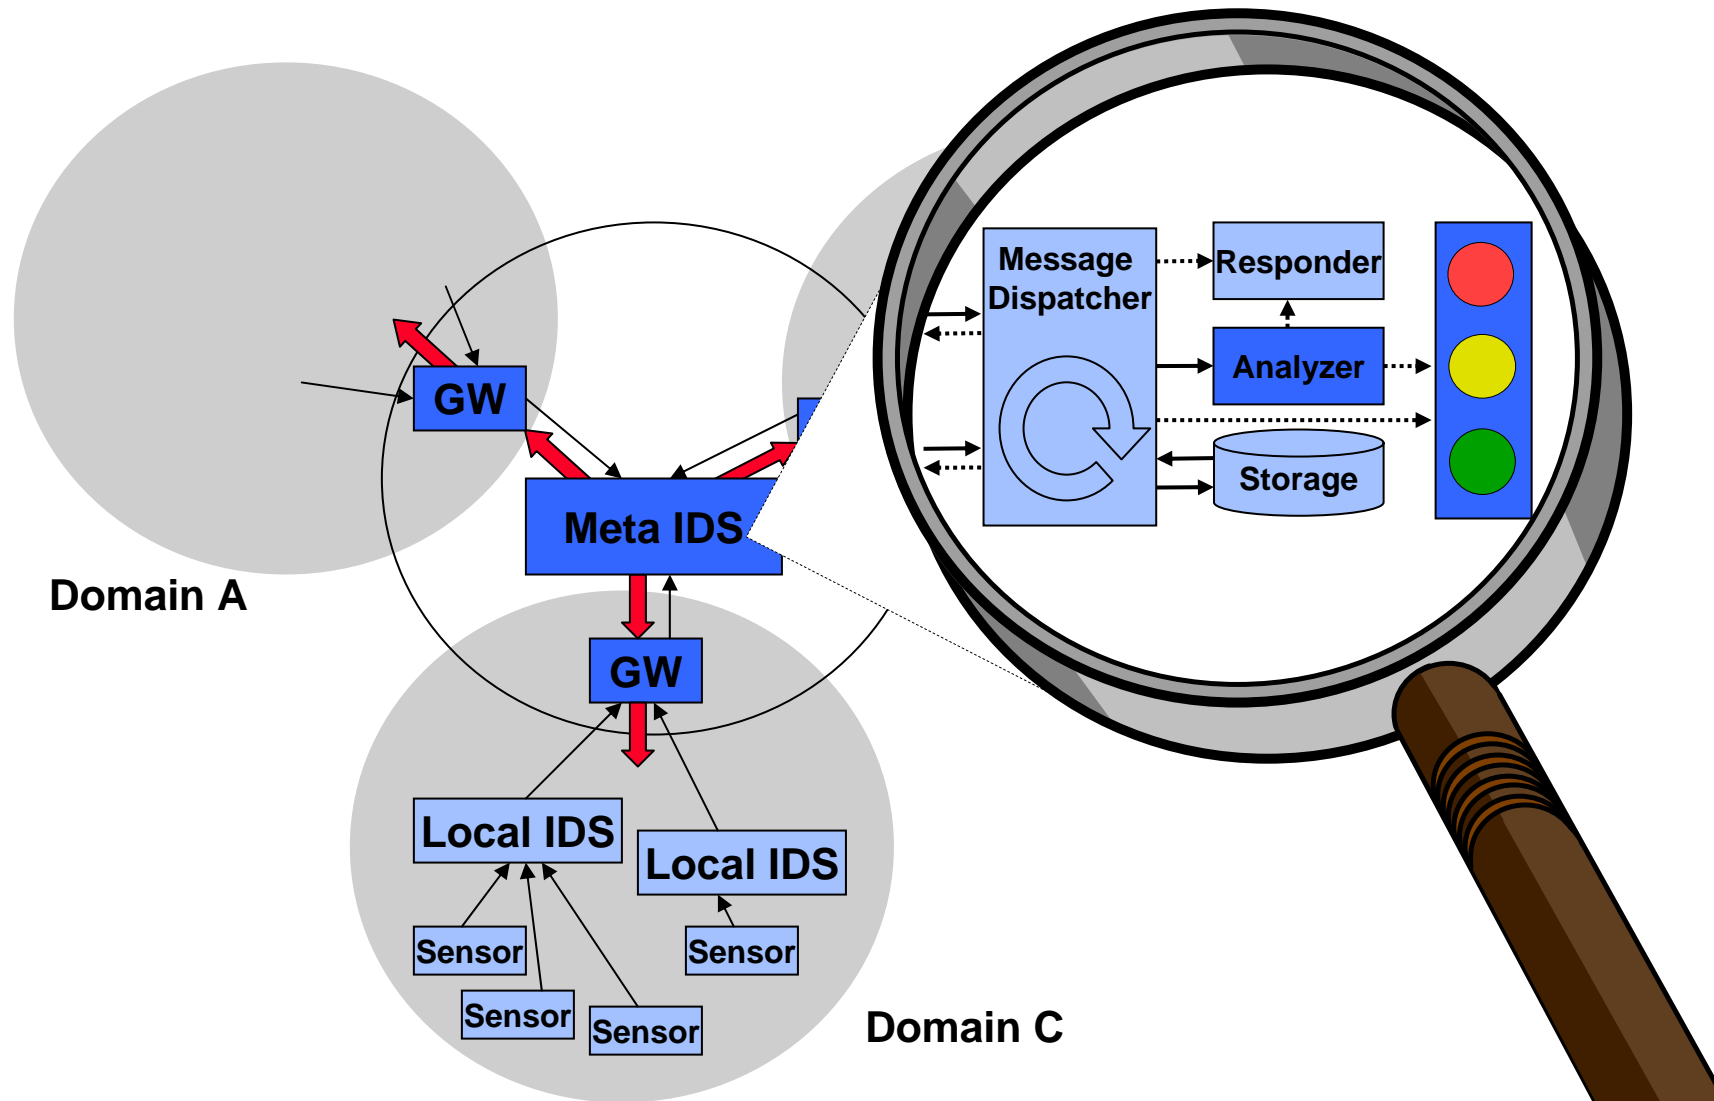 Message
Dispatcher
Responder
Analyzer
Storage
GW
Meta IDS
Domain A
GW
Local IDS
Local IDS
Sensor
Sensor
Sensor
Sensor
Domain C